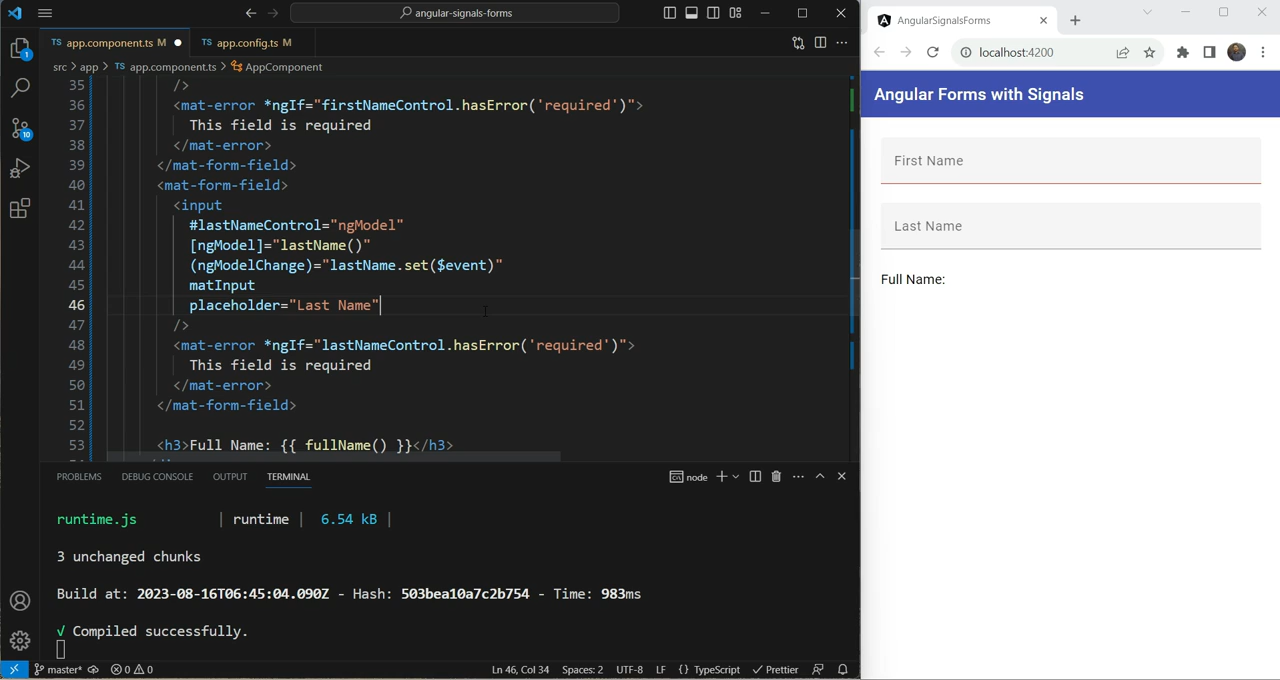 angular-signals-forms
TS app.component.ts M
TS app.config.ts M
src > app > TS app.component.ts > AppComponent
35 />
36 <mat-error *ngIf="firstNameControl.hasError('required')">
37 This field is required
38 </mat-error>
39 </mat-form-field>
40 <mat-form-field>
41 <input
42 #lastNameControl="ngModel"
43 [ngModel]="lastName()"
44 (ngModelChange)="lastName.set($event)"
45 matInput
46 placeholder="Last Name"
47 />
48 <mat-error *ngIf="lastNameControl.hasError('required')">
49 This field is required
50 </mat-error>
51 </mat-form-field>
52
53 <h3>Full Name: {{ fullName() }}</h3>
1
10
PROBLEMS DEBUG CONSOLE OUTPUT TERMINAL
node
runtime.js | runtime | 6.54 kB |
3 unchanged chunks
Build at: 2023-08-16T06:45:04.090Z - Hash: 503bea10a7c2b754 - Time: 983ms
√ Compiled successfully.
master* 0 0 Ln 46, Col 34 Spaces: 2 UTF-8 LF {} TypeScript Prettier
AngularSignalsForms
localhost:4200
Angular Forms with Signals
First Name
Last Name
Full Name: